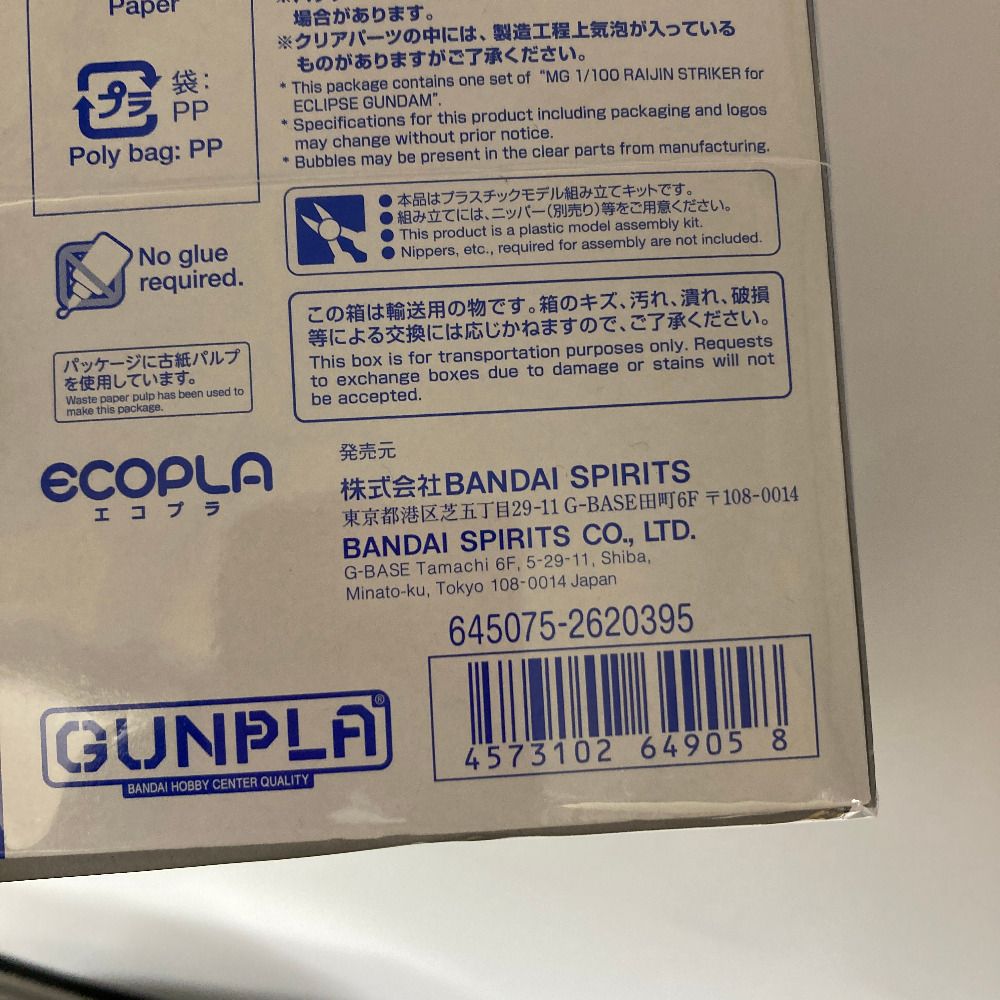 Paper
袋:
PP
プラ
Poly bag: PP
場合があります。
※クリアパーツの中には、製造工程上気泡が入っている
ものがありますがご了承ください。
* This package contains one set of “MG 1/100 RAIJIN STRIKER for
ECLIPSE GUNDAM”.
* Specifications for this product including packaging and logos
may change without prior notice.
* Bubbles may be present in the clear parts from manufacturing.
● 本品はプラスチックモデル組み立てキットです。
● 組み立てには、ニッパー(別売り)等をご用意ください。
● This product is a plastic model assembly kit.
● Nippers, etc., required for assembly are not included.
No glue
required.
この箱は輸送用の物です。箱のキズ、汚れ、潰れ、破損
等による交換には応じかねますので、ご了承ください。
This box is for transportation purposes only. Requests
to exchange boxes due to damage or stains will not
be accepted.
パッケージに古紙パルプ
を使用しています。
Waste paper pulp has been used to
make this package.
ECOPLA
エコプラ
発売元
株式会社BANDAI SPIRITS
東京都港区芝五丁目29-11 G-BASE田町6F 〒108-0014
BANDAI SPIRITS CO., LTD.
G-BASE Tamachi 6F, 5-29-11, Shiba,
Minato-ku, Tokyo 108-0014 Japan
645075-2620395
4573102 649058
GUNPLA®
BANDAI HOBBY CENTER QUALITY